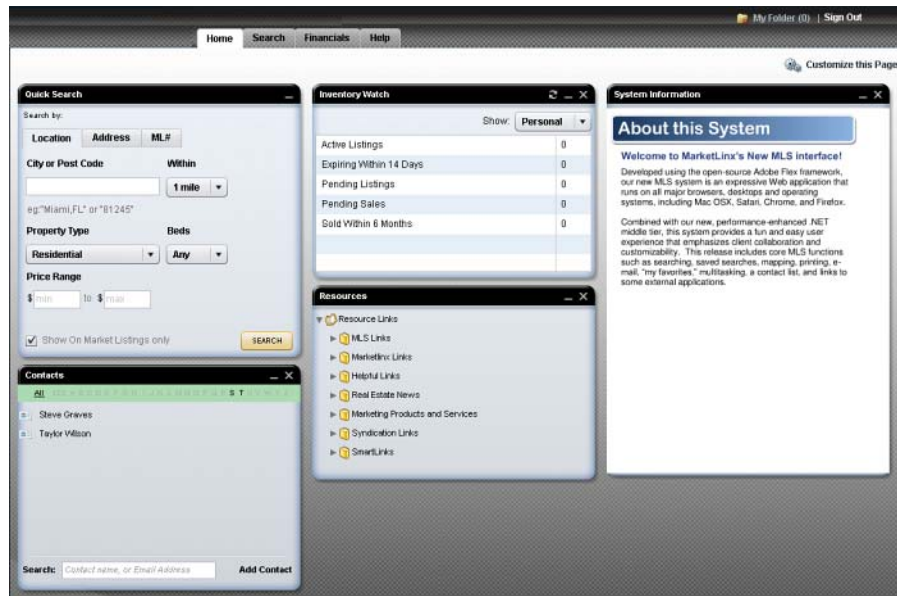 My Folder (0) | Sign Out
Home Search Financials Help
Customize this Page
Quick Search
Search by:
Location Address ML#
City or Post Code Within
1 mile
eg:"Miami,FL" or "81245"
Property Type Beds
Residential Any
Price Range
$ min to $ max
Show On Market Listings only SEARCH
Contacts
All S T
Steve Graves
Taylor Wilson
Search: Contact name, or Email Address Add Contact
Inventory Watch
Show: Personal
Active Listings 0
Expiring Within 14 Days 0
Pending Listings 0
Pending Sales 0
Sold Within 6 Months 0
Resources
Resource Links
MLS Links
Marketlinx Links
Helpful Links
Real Estate News
Marketing Products and Services
Syndication Links
SmartLinks
System Information
About this System
Welcome to MarketLinx's New MLS interface!
Developed using the open-source Adobe Flex framework,
our new MLS system is an expressive Web application that
runs on all major browsers, desktops and operating
systems, including Mac OSX, Safari, Chrome, and Firefox.
Combined with our new, performance-enhanced .NET
middle tier, this system provides a fun and easy user
experience that emphasizes client collaboration and
customizability. This release includes core MLS functions
such as searching, saved searches, mapping, printing, e-
mail, "my favorites," multitasking, a contact list, and links to
some external applications.